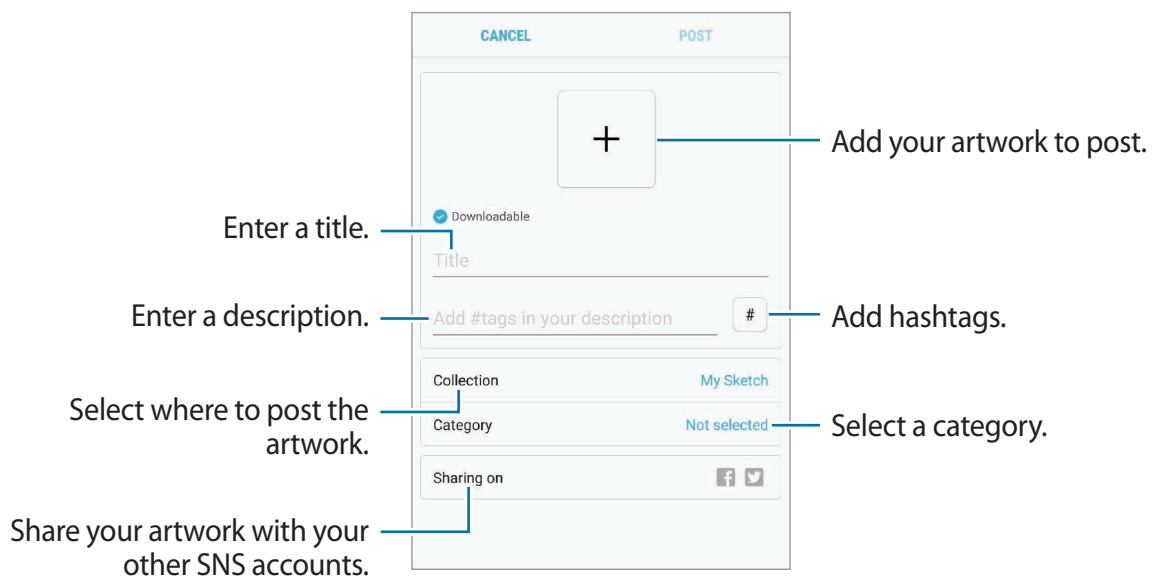 CANCEL POST
+
Add your artwork to post.
Downloadable
Enter a title.
Title
Enter a description.
Add #tags in your description
#
Add hashtags.
Collection My Sketch
Select where to post the
artwork.
Category Not selected
Select a category.
Sharing on
Share your artwork with your
other SNS accounts.